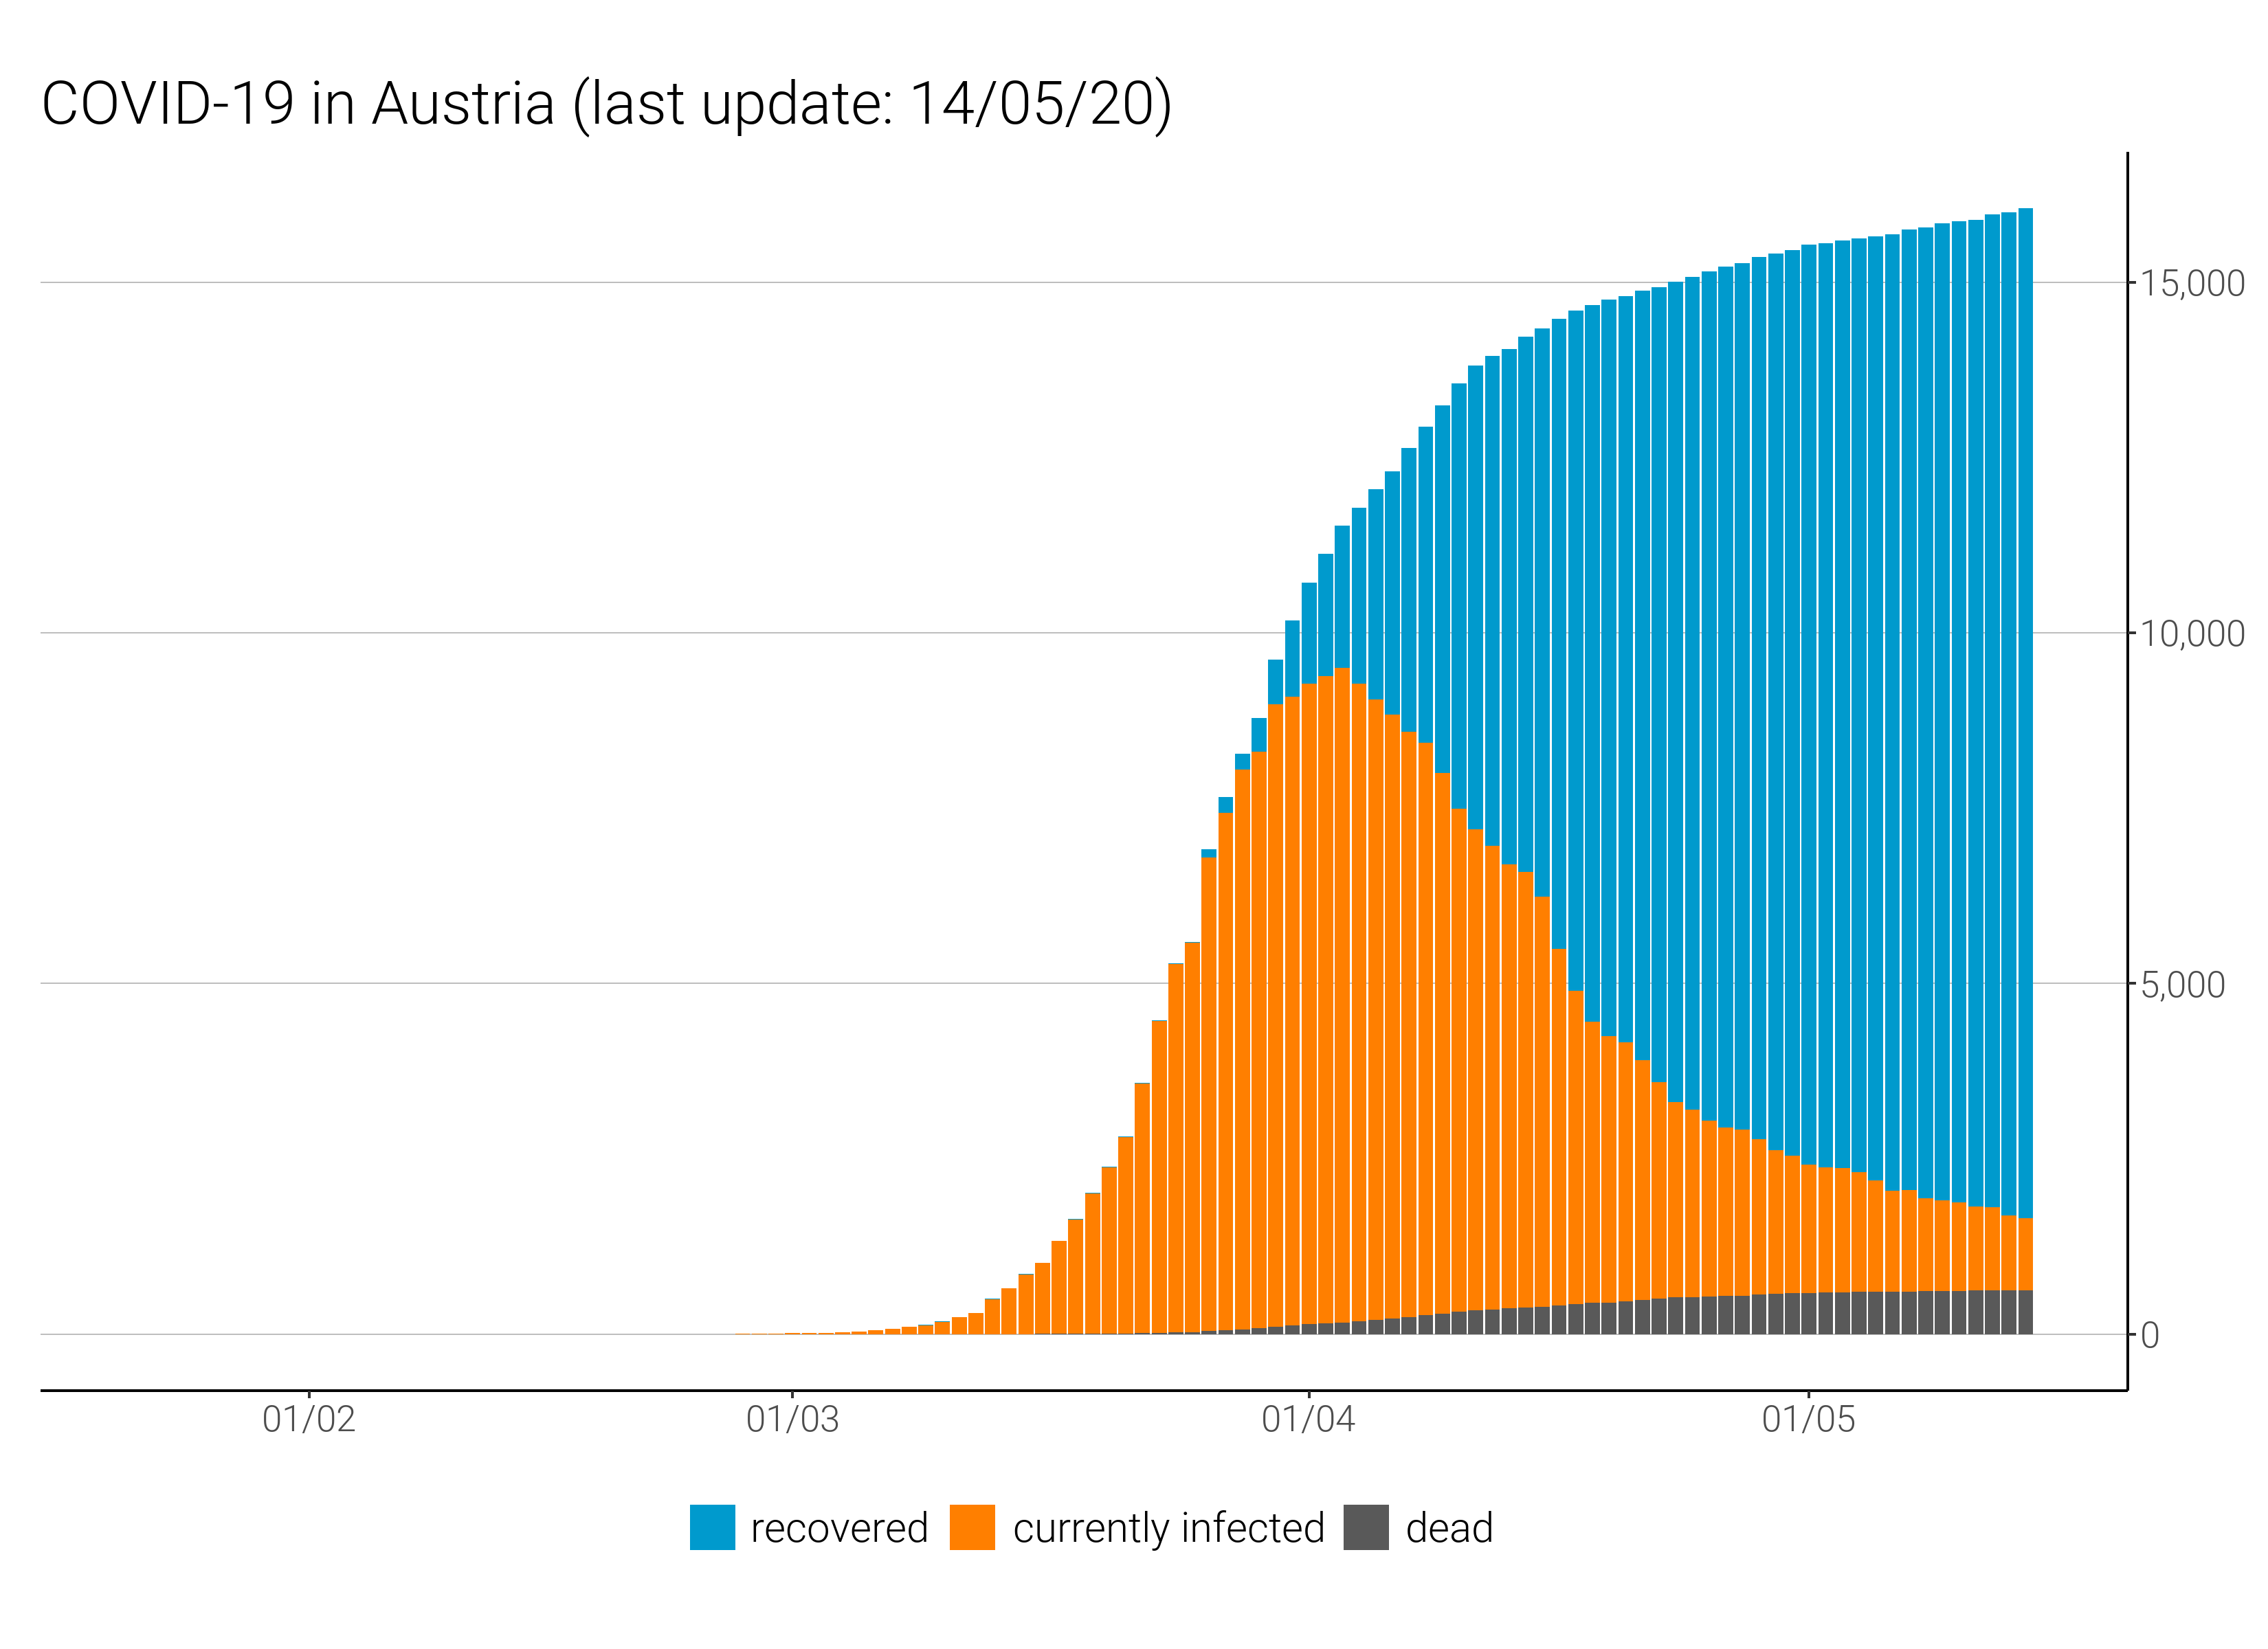 COVID-19 in Austria (last update: 14/05/20)
15,000
10,000
5,000
0
01/02 01/03 01/04 01/05
recovered currently infected dead